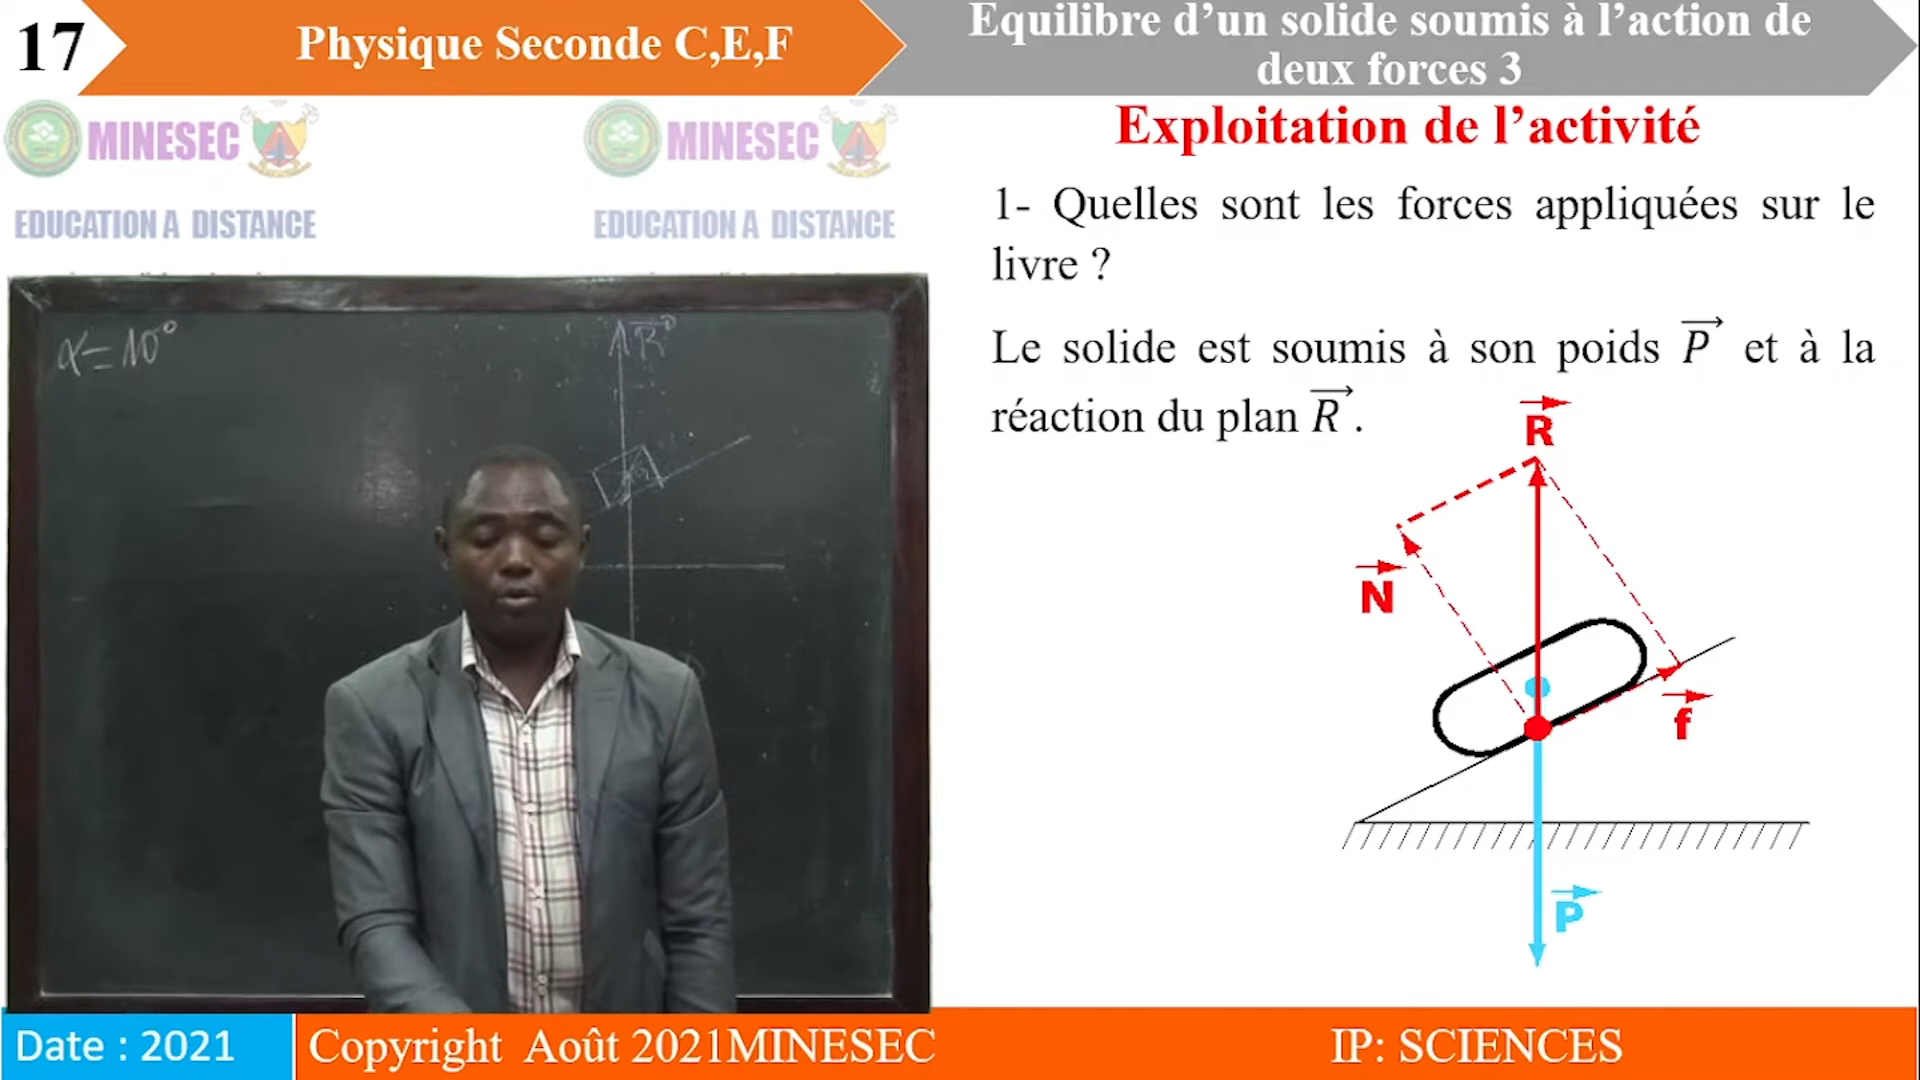 17
Physique Seconde C,E,F
Equilibre d’un solide soumis à l’action de
deux forces 3
MINESEC
EDUCATION A DISTANCE
MINESEC
EDUCATION A DISTANCE
Exploitation de l’activité
1- Quelles sont les forces appliquées sur le
livre ?
Le solide est soumis à son poids P⃗ et à la
réaction du plan R⃗ .
α=10°
R⃗
R⃗
N⃗
f⃗
P⃗
Date : 2021
Copyright Août 2021MINESEC
IP: SCIENCES